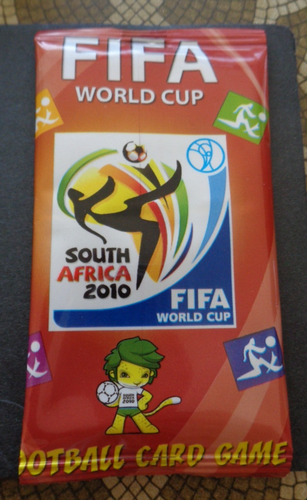 FIFA
WORLD CUP
SOUTH
AFRICA
2010
FIFA
WORLD CUP
OOTBALL CARD GAME